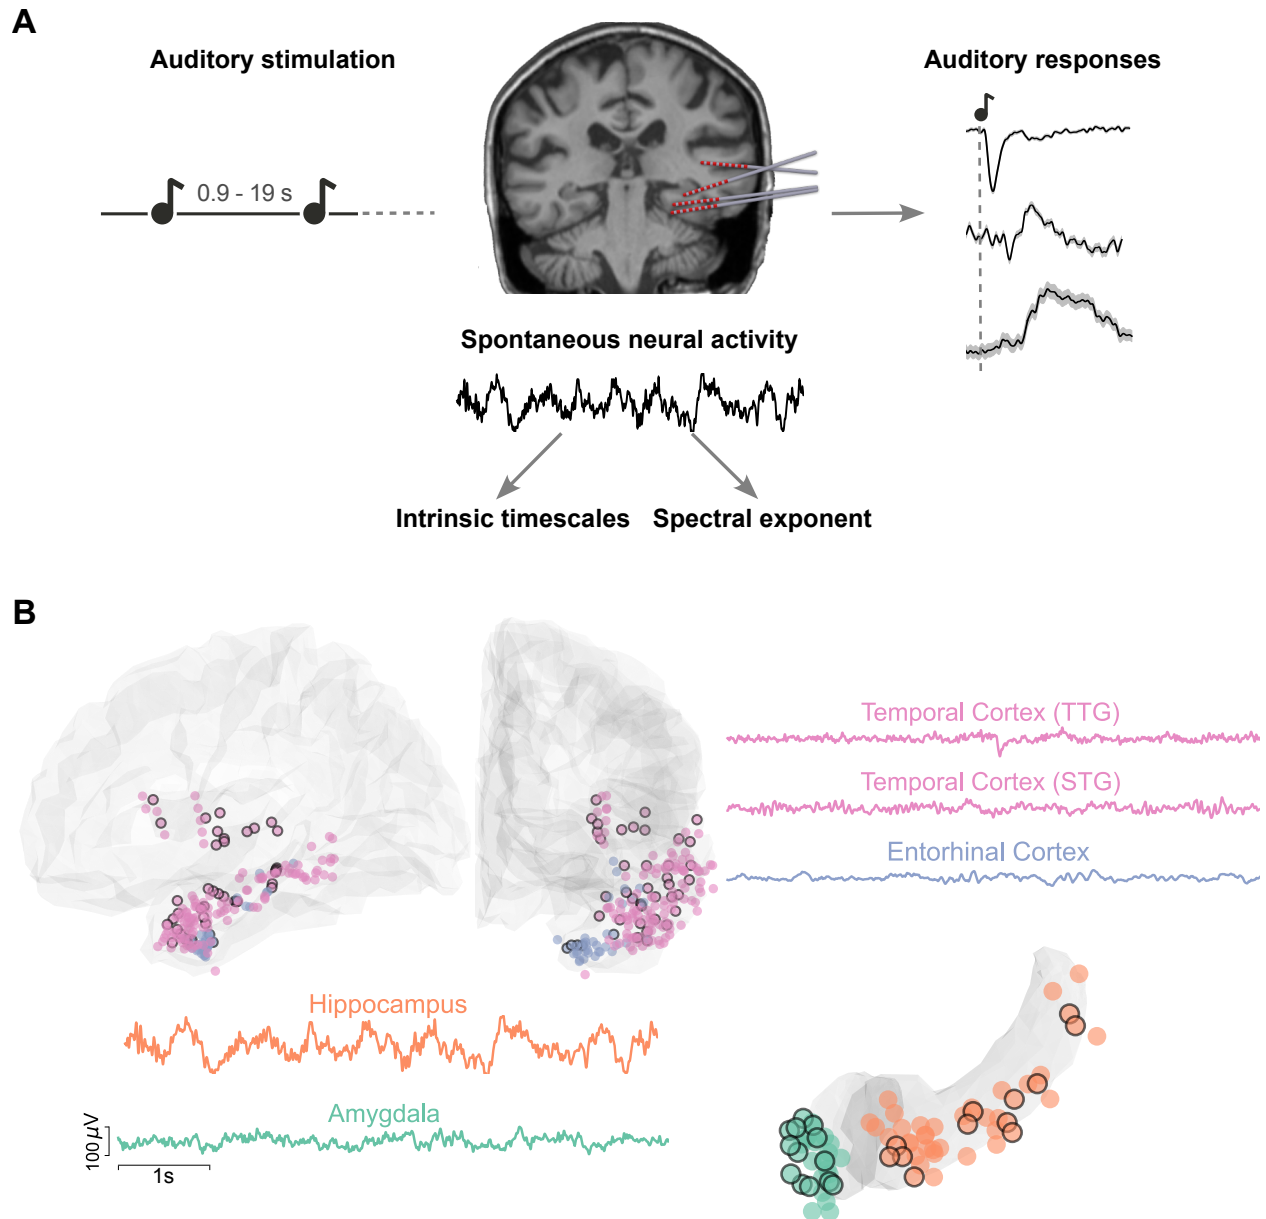 A
Auditory stimulation
Auditory responses
0.9 - 19 s
Spontaneous neural activity
Intrinsic timescales
Spectral exponent
B
Temporal Cortex (TTG)
Temporal Cortex (STG)
Entorhinal Cortex
Hippocampus
Amygdala
100 μV
1s